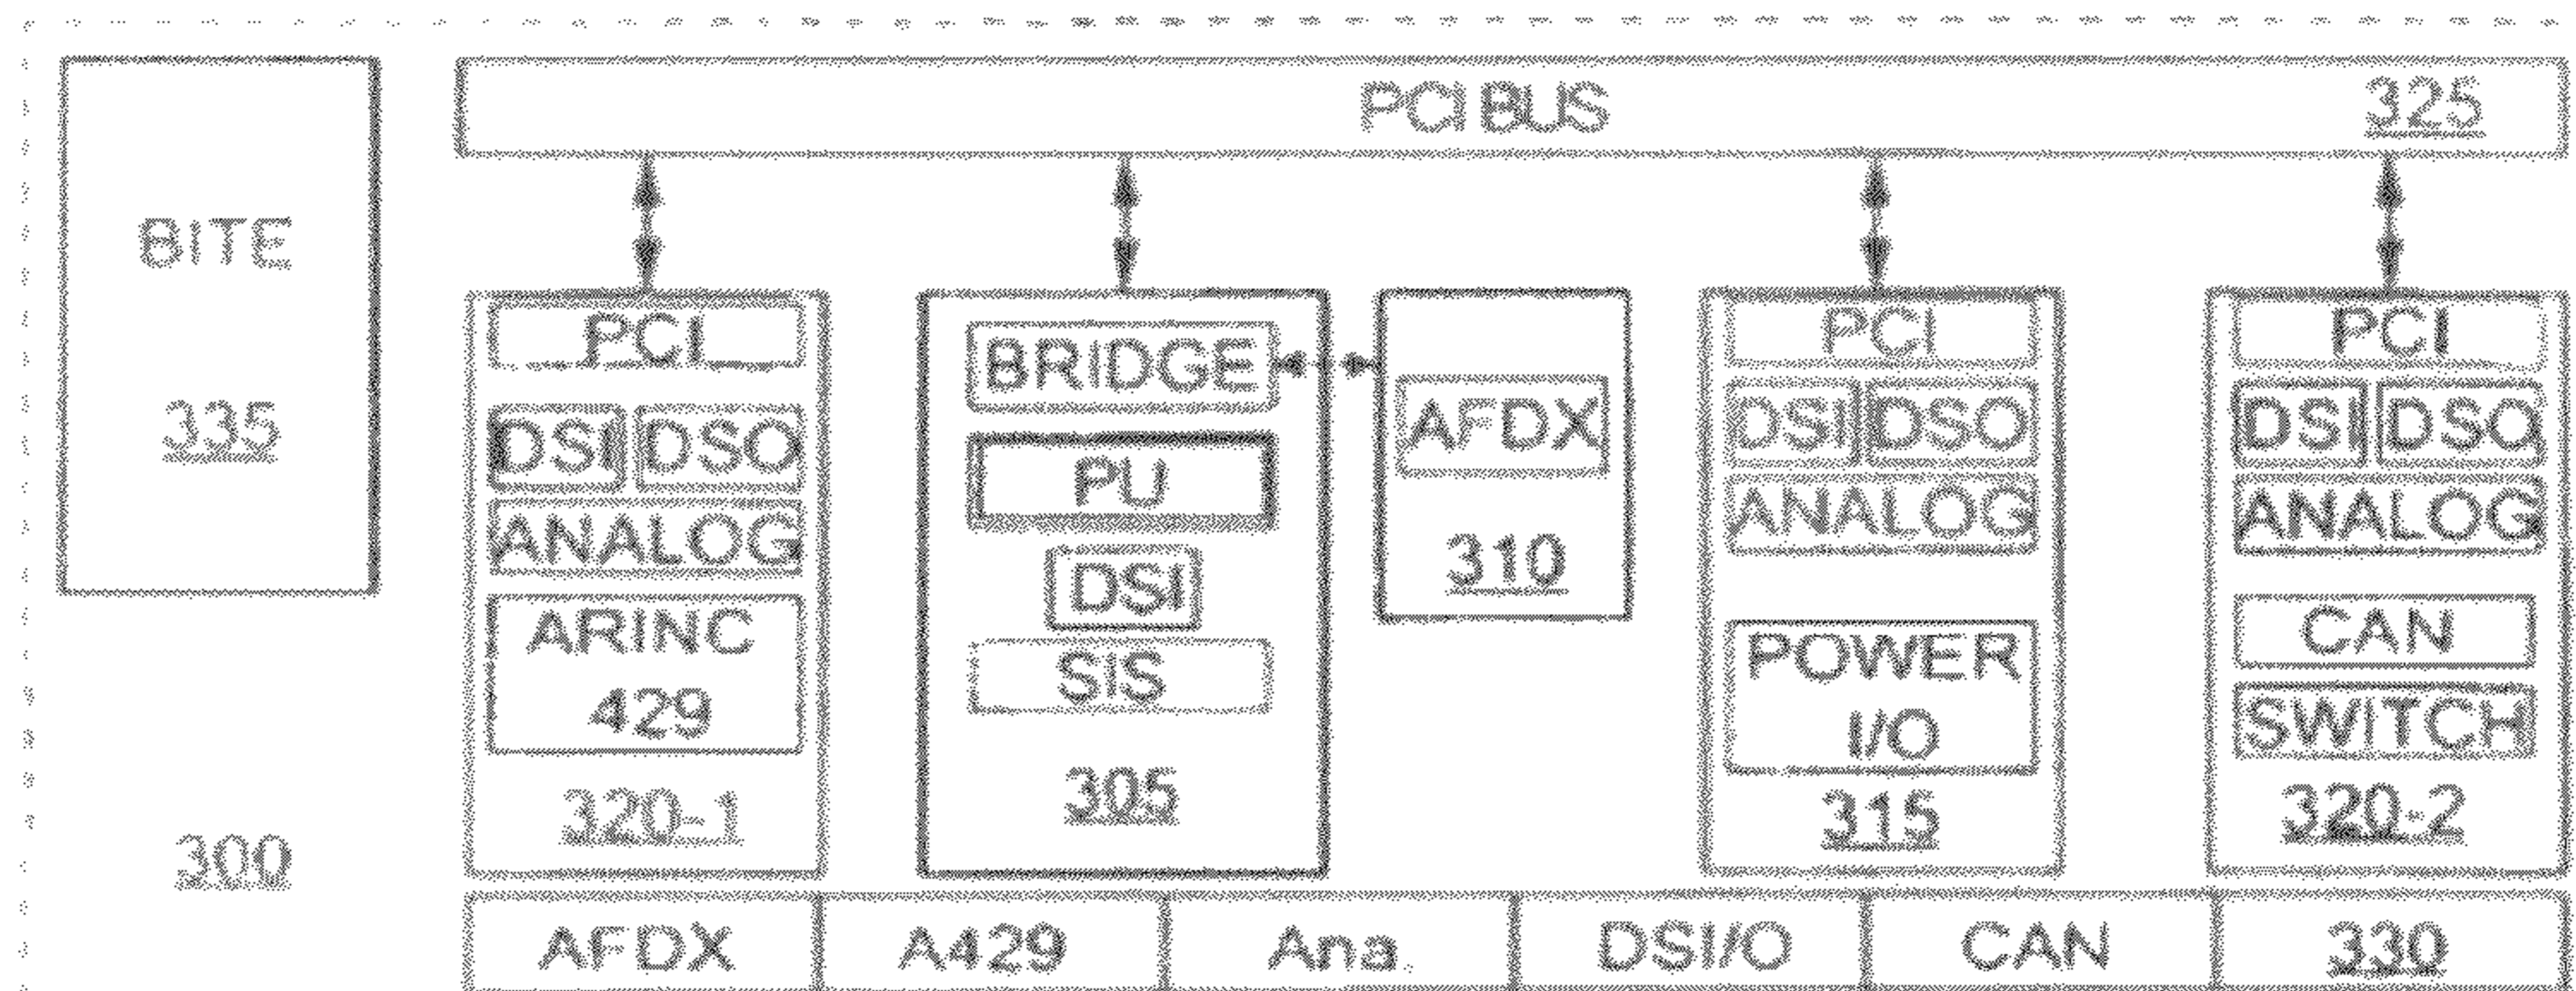 PCI BUS 325
BITE
335
300
PCI
DSI DSO
ANALOG
ARINC
429
320-1
BRIDGE
PU
DSI
SIS
305
AFDX
310
PCI
DSI DSO
ANALOG
POWER
I/O
315
PCI
DSI DSO
ANALOG
CAN
SWITCH
320-2
AFDX A429 Ana. DSI/O CAN 330